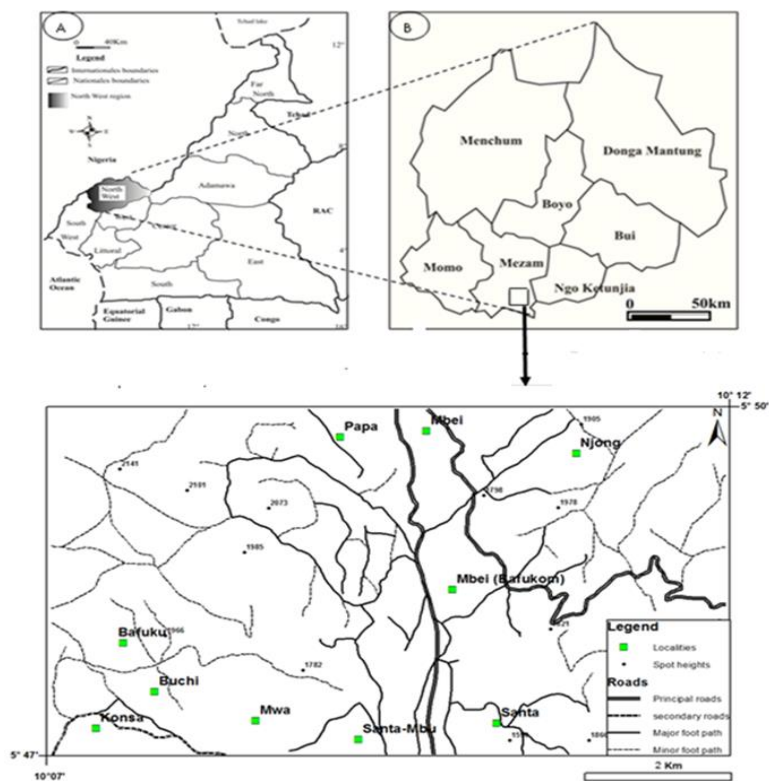 A
Tchad lake
0 40Km
12°
Legend
Internationales boundaries
Nationales boundaries
North West region
Far
North
Tchad
North
Nigeria
Adamawa
North
West
RAC
South
West
Littoral
East
Atlantic
Ocean
South
Equatorial
Guinee
Gabon
Congo
B
Menchum
Donga Mantung
Boyo
Bui
Momo
Mezam
Ngo Ketunjia
0 50km
10° 12'
5° 50'
N
Papa
Mbei
1905
Njong
2141
2101
2073
1978
1985
Mbei (Bafukom)
Bafuku
1966
1782
Buchi
Mwa
Konsa
Santa-Mbu
Santa
Legend
Localities
Spot heights
Roads
Principal roads
secondary roads
Major foot path
Minor foot path
5° 47'
10° 07'
2 Km